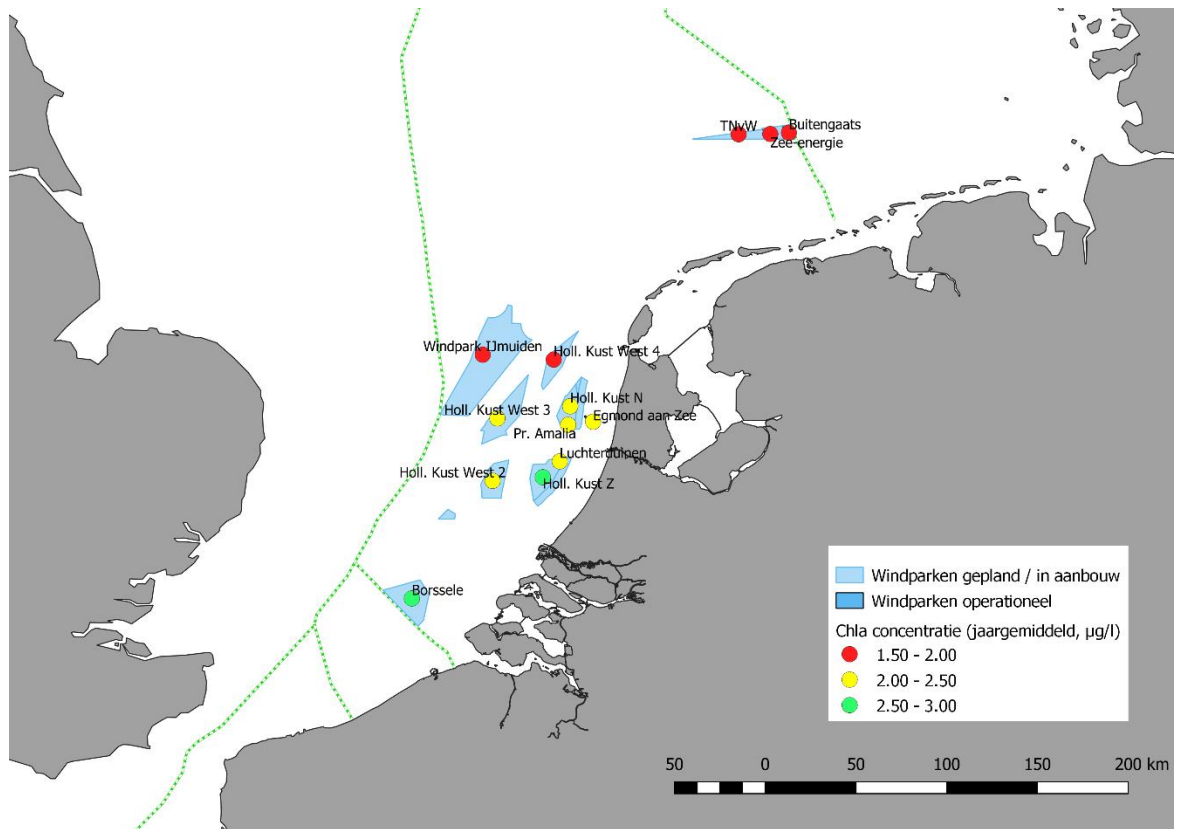 TNvW
Buitengaats
Zee-energie
Windpark IJmuiden
Holl. Kust West 4
Holl. Kust N
Holl. Kust West 3
Egmond aan Zee
Pr. Amalia
Luchterduinen
Holl. Kust West 2
Holl. Kust Z
Borssele
Windparken gepland / in aanbouw
Windparken operationeel
Chla concentratie (jaargemiddeld, µg/l)
1.50 - 2.00
2.00 - 2.50
2.50 - 3.00
50 0 50 100 150 200 km